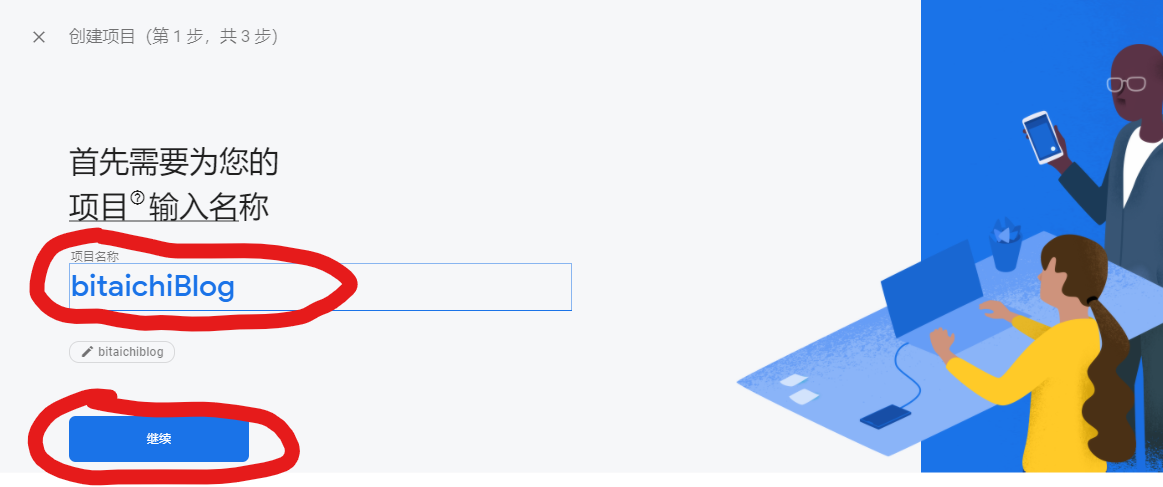 创建项目（第 1 步，共 3 步）
首先需要为您的
项目?输入名称
项目名称
bitaichiBlog
bitaichiblog
继续